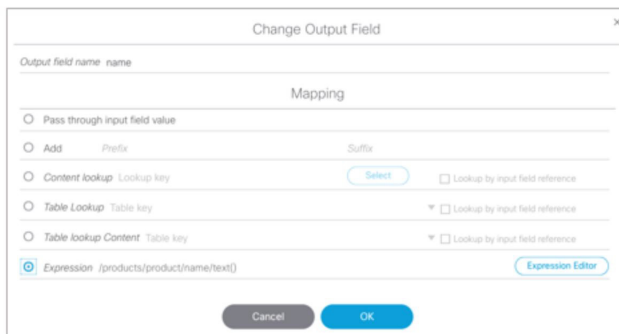 Change Output Field
×
Output field name name
Mapping
Pass through input field value
Add Prefix Suffix
Content lookup Lookup key Select Lookup by input field reference
Table Lookup Table key Lookup by input field reference
Table lookup Content Table key Lookup by input field reference
Expression /products/product/name/text() Expression Editor
Cancel OK